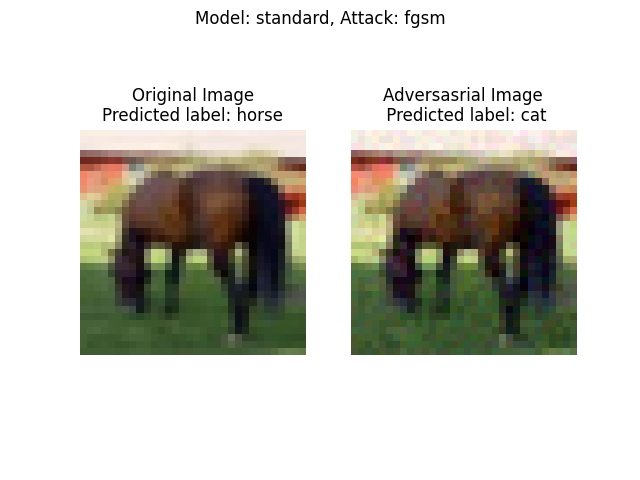 Model: standard, Attack: fgsm
Original Image
Predicted label: horse
Adversasrial Image
Predicted label: cat